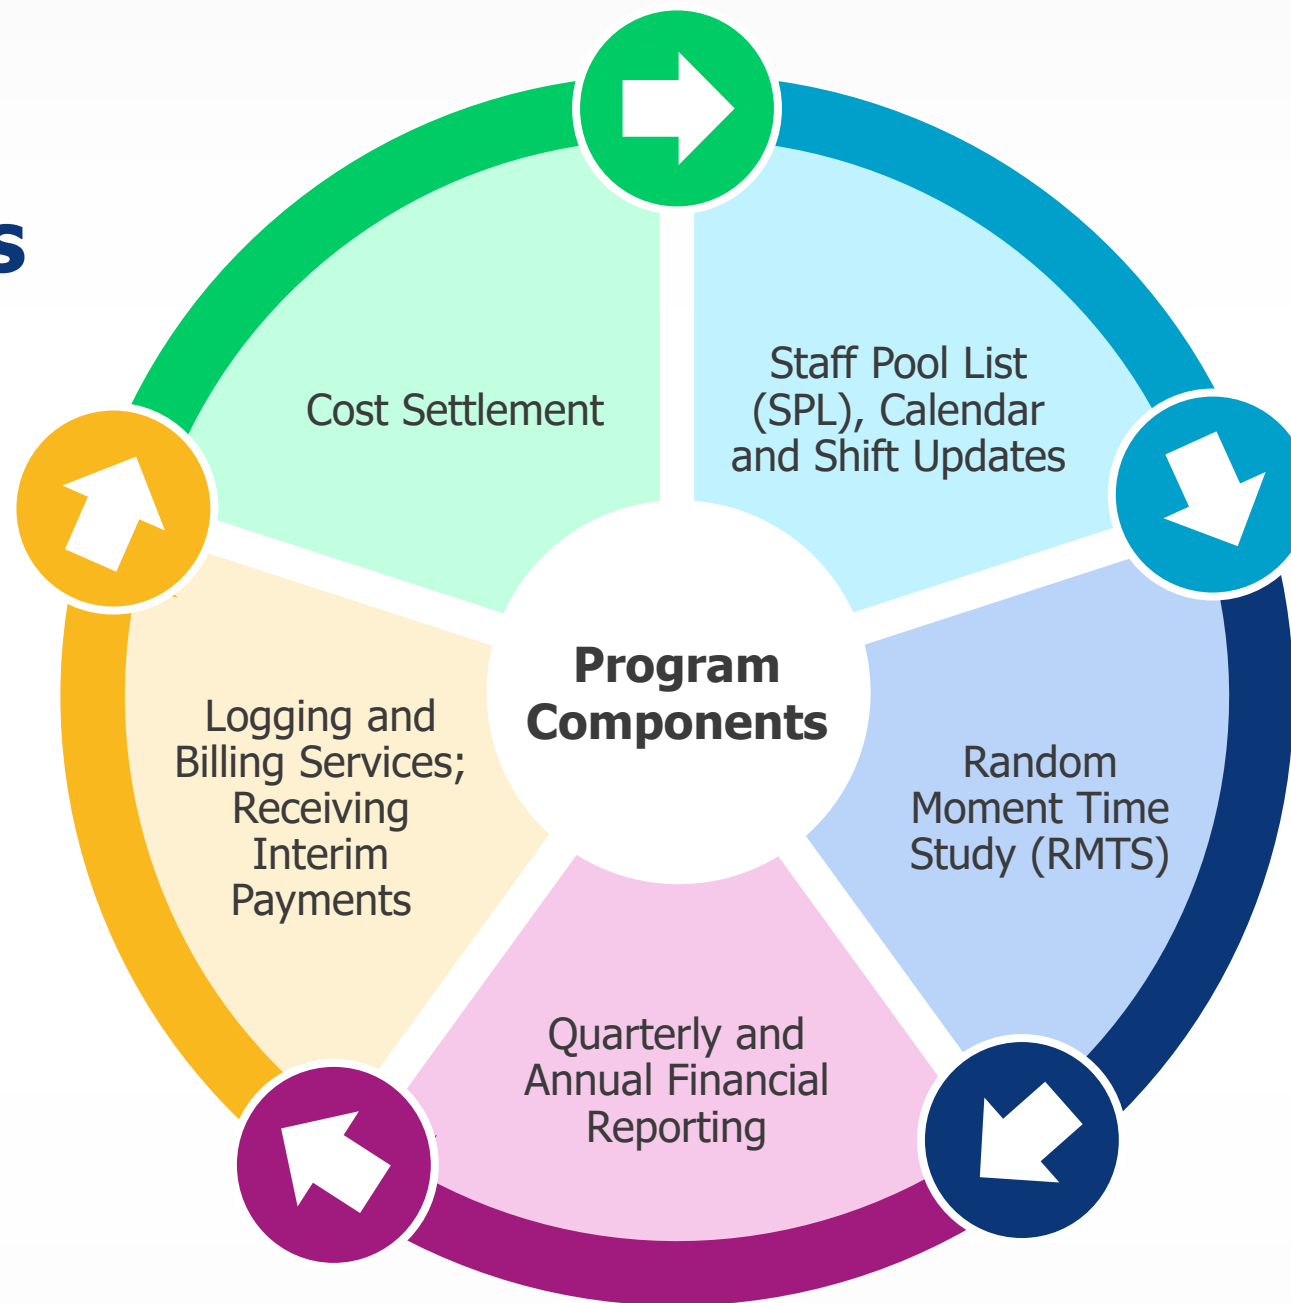 s
Cost Settlement
Staff Pool List
(SPL), Calendar
and Shift Updates
Program
Components
Logging and
Billing Services;
Receiving
Interim
Payments
Random
Moment Time
Study (RMTS)
Quarterly and
Annual Financial
Reporting